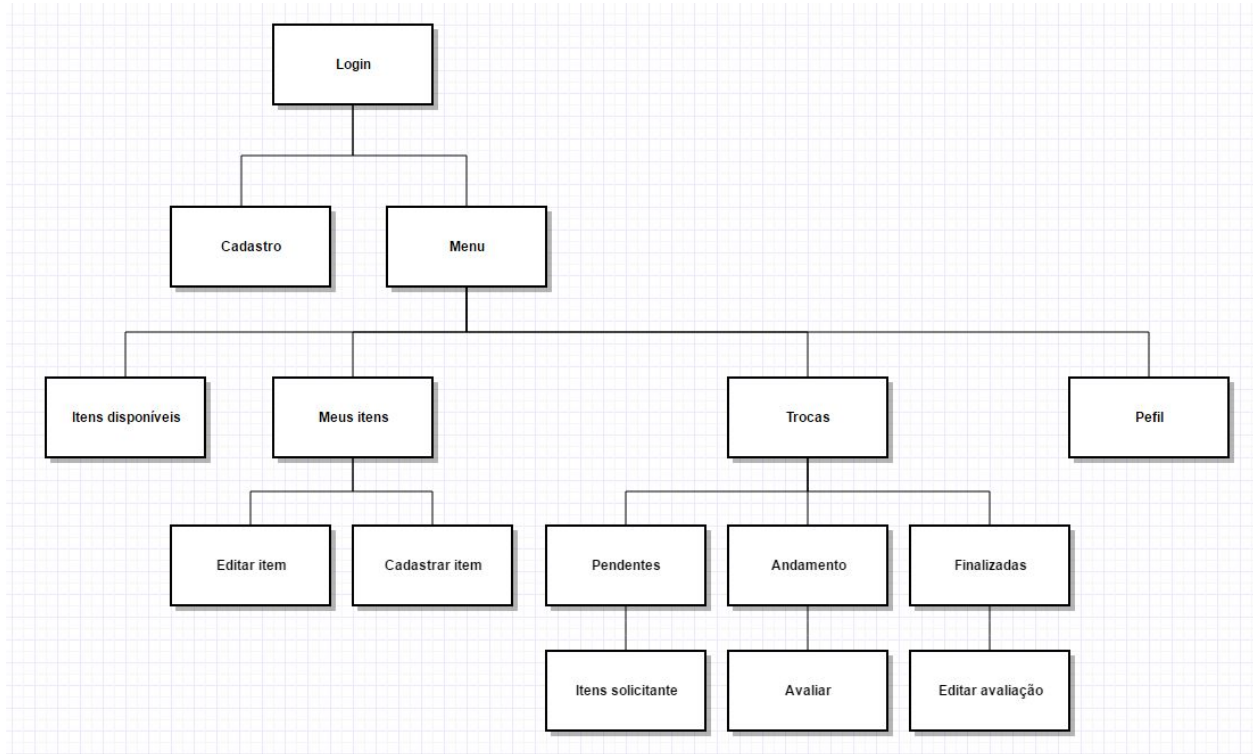 Login
Cadastro
Menu
Itens disponíveis
Meus itens
Trocas
Pefil
Editar item
Cadastrar item
Pendentes
Andamento
Finalizadas
Itens solicitante
Avaliar
Editar avaliação